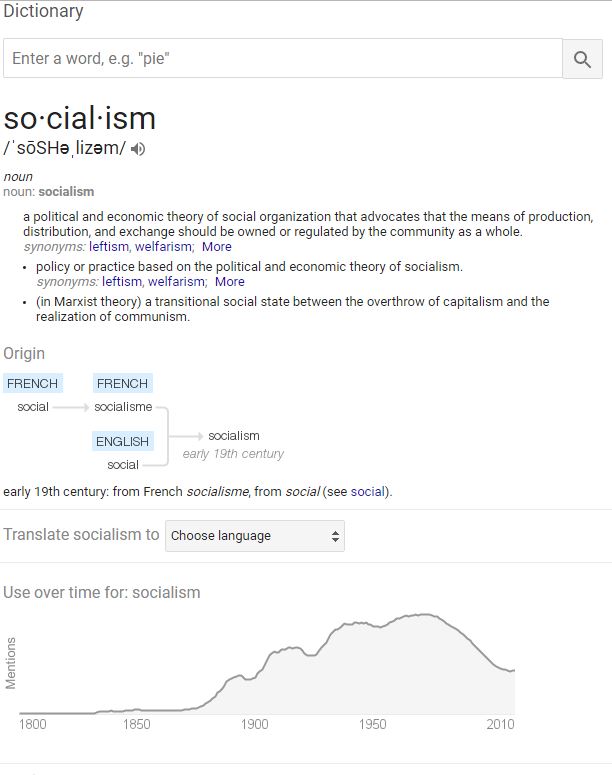 Dictionary
Enter a word, e.g. "pie"
so·cial·ism
/ˈsōSHəˌlizəm/
noun
noun: socialism
a political and economic theory of social organization that advocates that the means of production,
distribution, and exchange should be owned or regulated by the community as a whole.
synonyms: leftism, welfarism; More
• policy or practice based on the political and economic theory of socialism.
synonyms: leftism, welfarism; More
• (in Marxist theory) a transitional social state between the overthrow of capitalism and the
realization of communism.
Origin
FRENCH FRENCH
social socialisme
ENGLISH socialism
social early 19th century
early 19th century: from French socialisme, from social (see social).
Translate socialism to Choose language
Use over time for: socialism
Mentions
1800 1850 1900 1950 2010